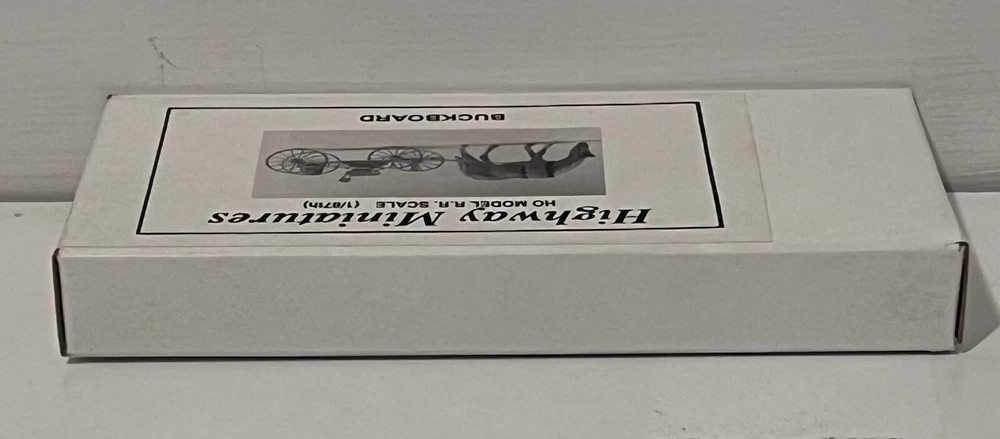 Highway Miniatures
HO MODEL R.R. SCALE (1/87th)
BUCKBOARD